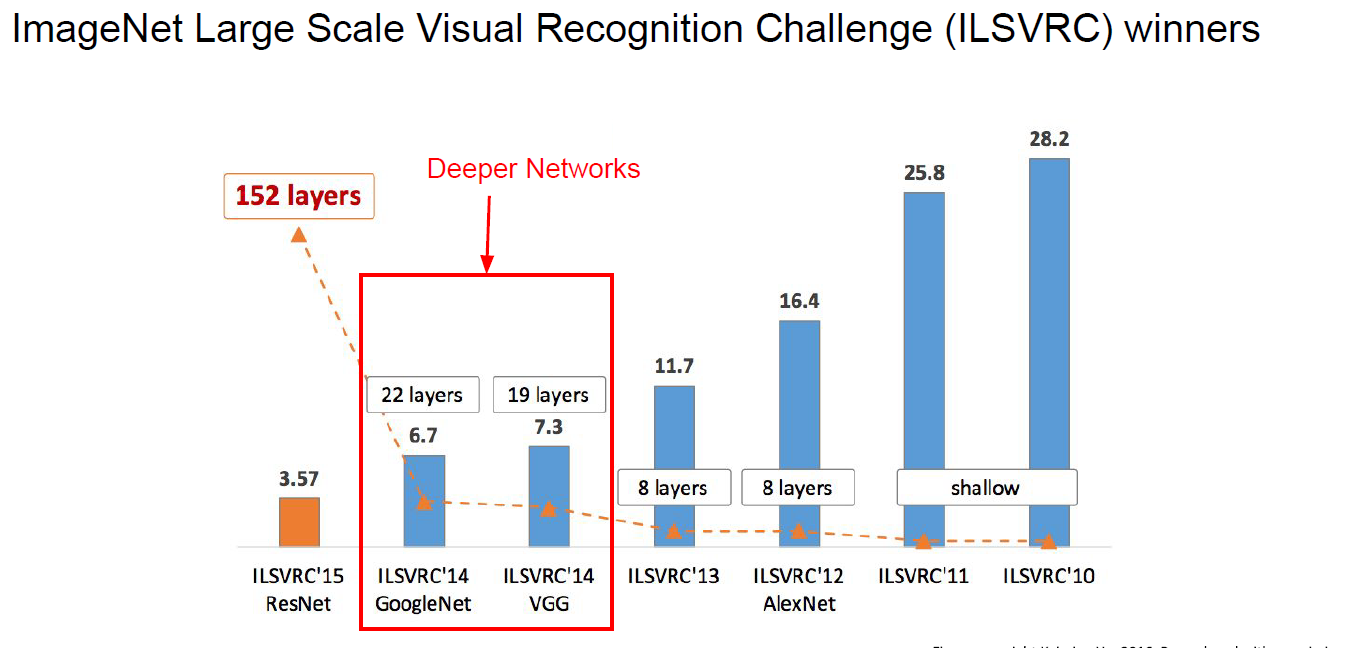 ImageNet Large Scale Visual Recognition Challenge (ILSVRC) winners
28.2
25.8
Deeper Networks
152 layers
16.4
11.7
22 layers
19 layers
7.3
6.7
3.57
8 layers
8 layers
shallow
ILSVRC'15
ResNet
ILSVRC'14
GoogleNet
ILSVRC'14
VGG
ILSVRC'13
ILSVRC'12
AlexNet
ILSVRC'11
ILSVRC'10